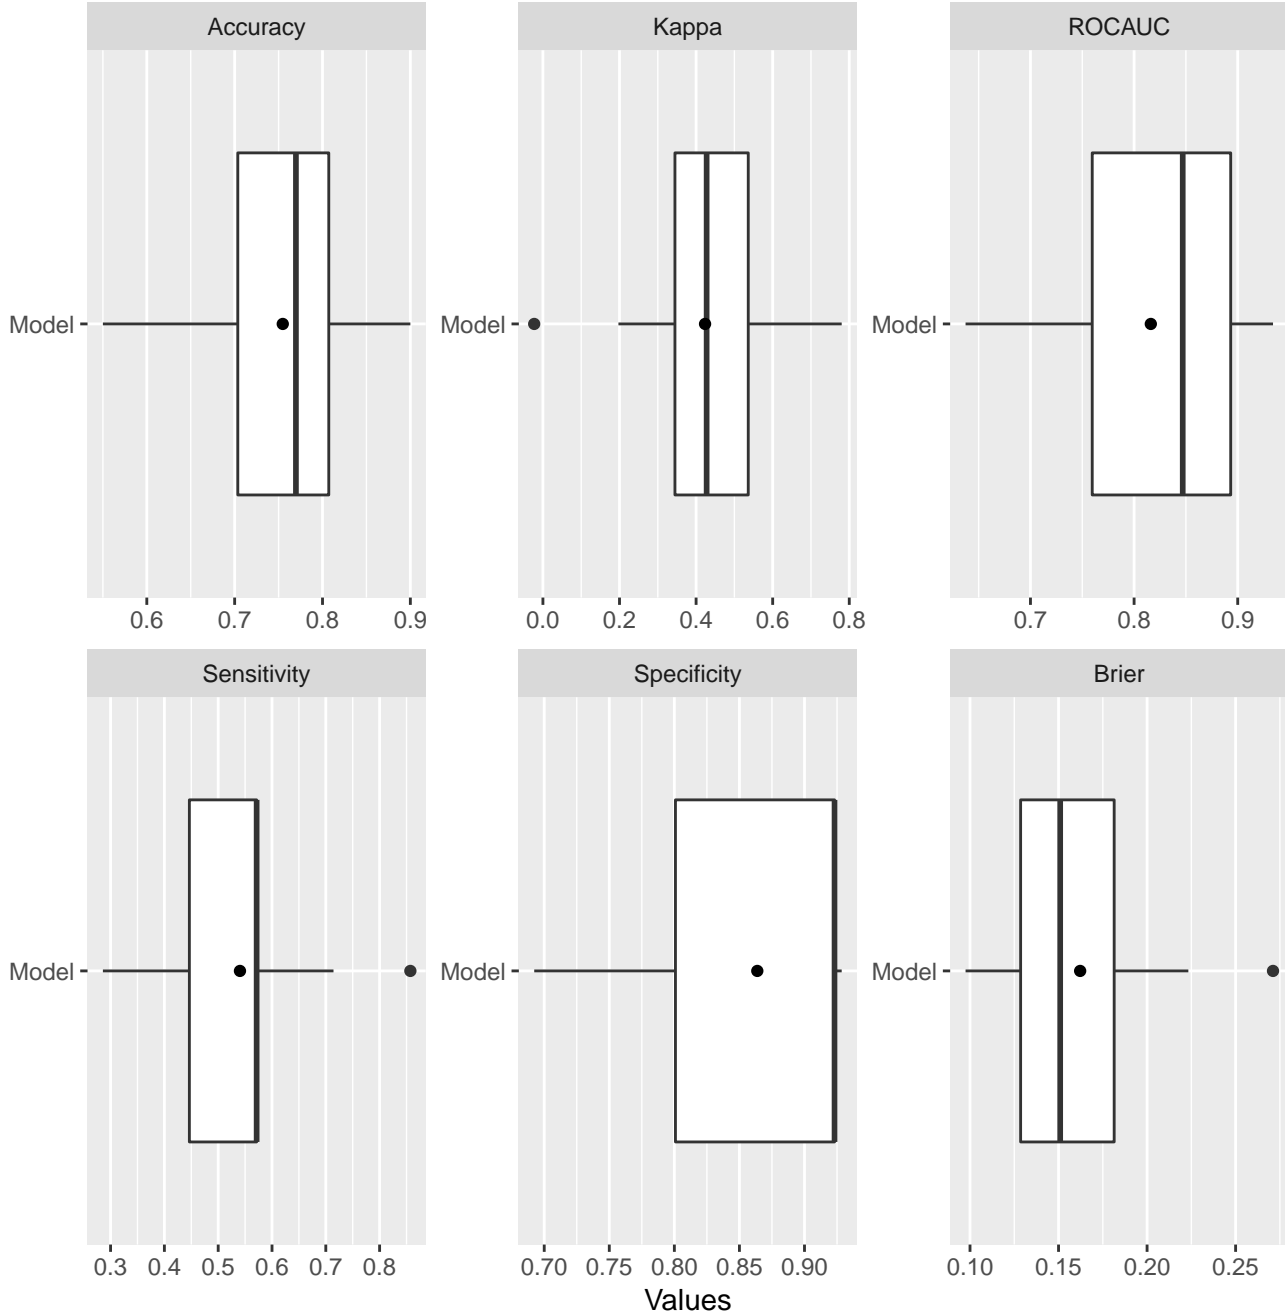 Accuracy Kappa ROCAUC
Model Model Model
0.6 0.7 0.8 0.9 0.0 0.2 0.4 0.6 0.8 0.7 0.8 0.9
Sensitivity Specificity Brier
Model Model Model
0.3 0.4 0.5 0.6 0.7 0.8 0.70 0.75 0.80 0.85 0.90 0.10 0.15 0.20 0.25
Values